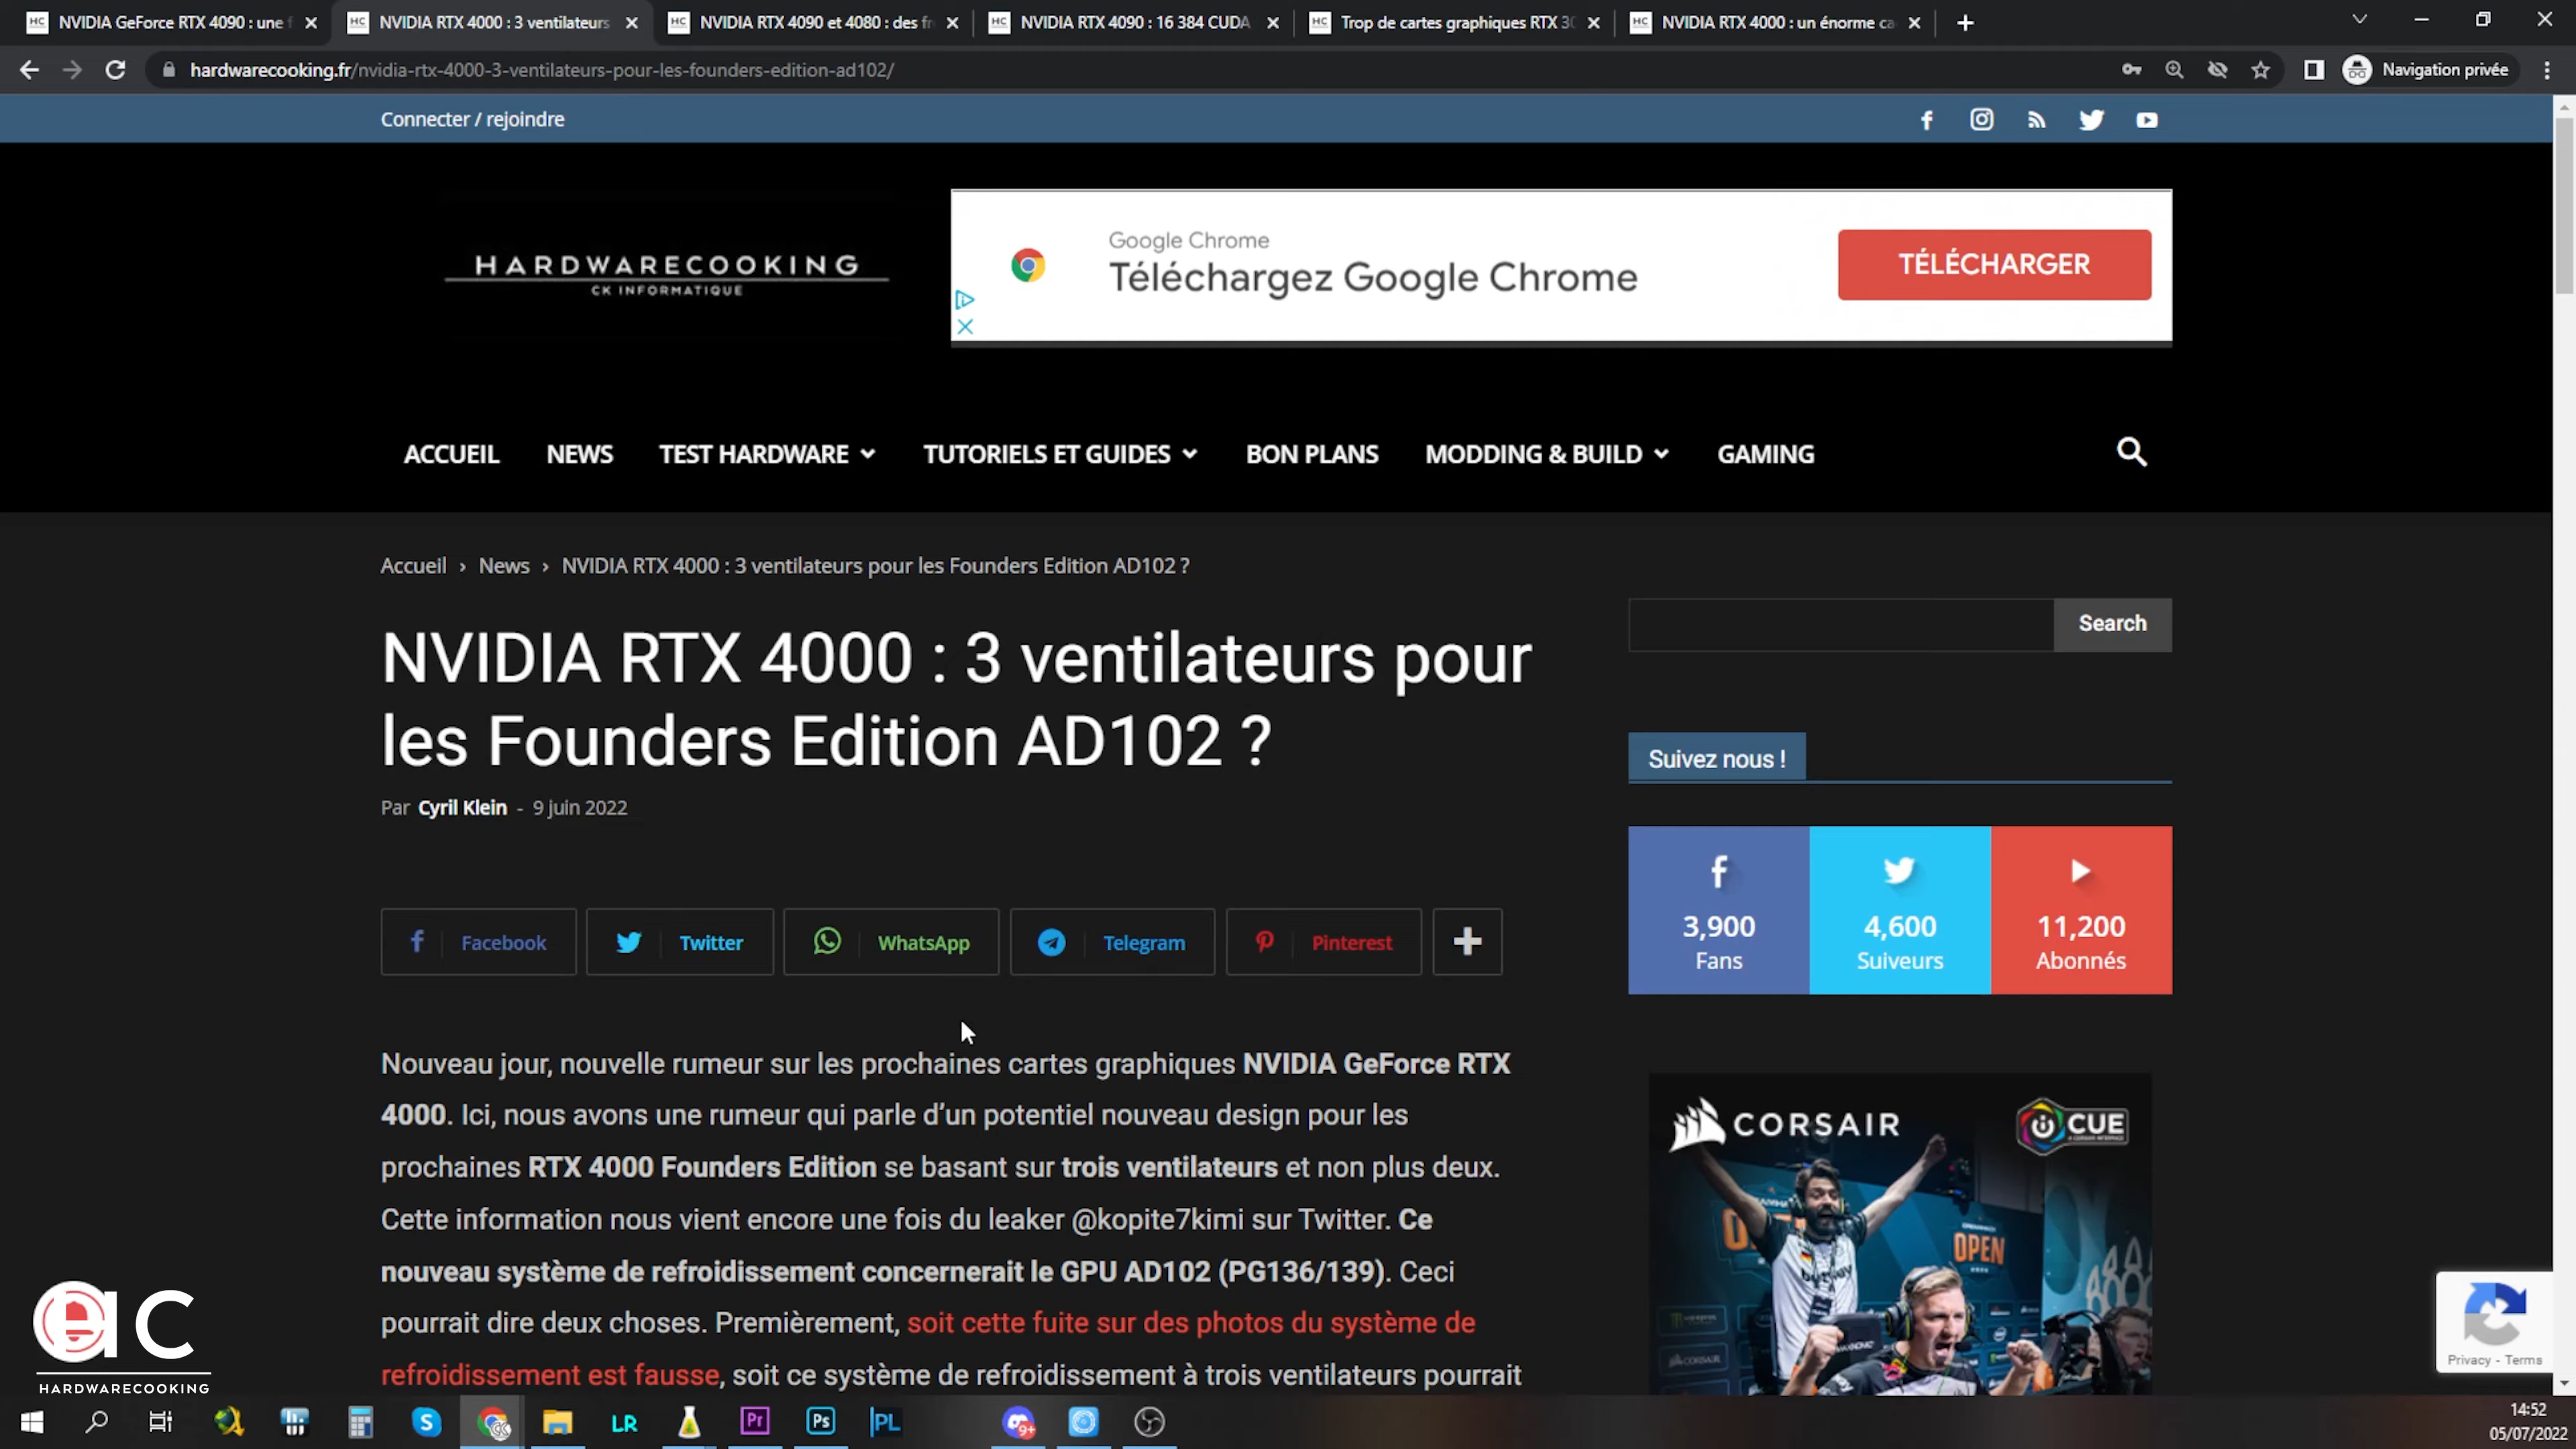 NVIDIA GeForce RTX 4090 : une f
NVIDIA RTX 4000 : 3 ventilateurs
NVIDIA RTX 4090 et 4080 : des fr
NVIDIA RTX 4090 : 16 384 CUDA
Trop de cartes graphiques RTX 30
NVIDIA RTX 4000 : un énorme ca
hardwarecooking.fr/nvidia-rtx-4000-3-ventilateurs-pour-les-founders-edition-ad102/
Navigation privée
Connecter / rejoindre
HARDWARECOOKING
CK INFORMATIQUE
Google Chrome
Téléchargez Google Chrome
TÉLÉCHARGER
ACCUEIL NEWS TEST HARDWARE TUTORIELS ET GUIDES BON PLANS MODDING & BUILD GAMING
Accueil › News › NVIDIA RTX 4000 : 3 ventilateurs pour les Founders Edition AD102 ?
NVIDIA RTX 4000 : 3 ventilateurs pour
les Founders Edition AD102 ?
Par Cyril Klein - 9 juin 2022
Facebook Twitter WhatsApp Telegram Pinterest
Nouveau jour, nouvelle rumeur sur les prochaines cartes graphiques NVIDIA GeForce RTX
4000. Ici, nous avons une rumeur qui parle d'un potentiel nouveau design pour les
prochaines RTX 4000 Founders Edition se basant sur trois ventilateurs et non plus deux.
Cette information nous vient encore une fois du leaker @kopite7kimi sur Twitter. Ce
nouveau système de refroidissement concernerait le GPU AD102 (PG136/139). Ceci
pourrait dire deux choses. Premièrement, soit cette fuite sur des photos du système de
refroidissement est fausse, soit ce système de refroidissement à trois ventilateurs pourrait
Search
Suivez nous !
3,900
Fans
4,600
Suiveurs
11,200
Abonnés
CORSAIR
CUE
OPEN
Privacy - Terms
HC
HARDWARECOOKING
LR
Pr
Ps
PL
9+
14:52
05/07/2022